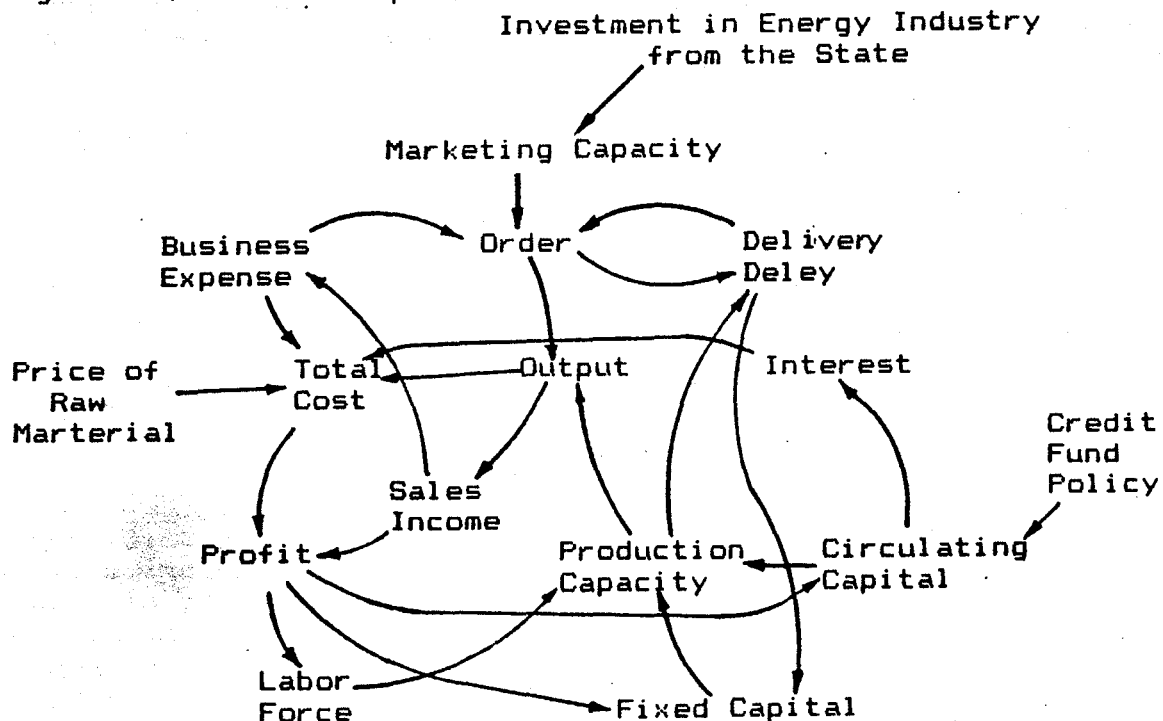 Investment in Energy Industry
from the State
Marketing Capacity
Business
Expense
Order
Delivery
Deley
Price of
Raw
Marterial
Total
Cost
Output
Interest
Credit
Fund
Policy
Sales
Income
Profit
Production
Capacity
Circulating
Capital
Labor
Force
Fixed Capital